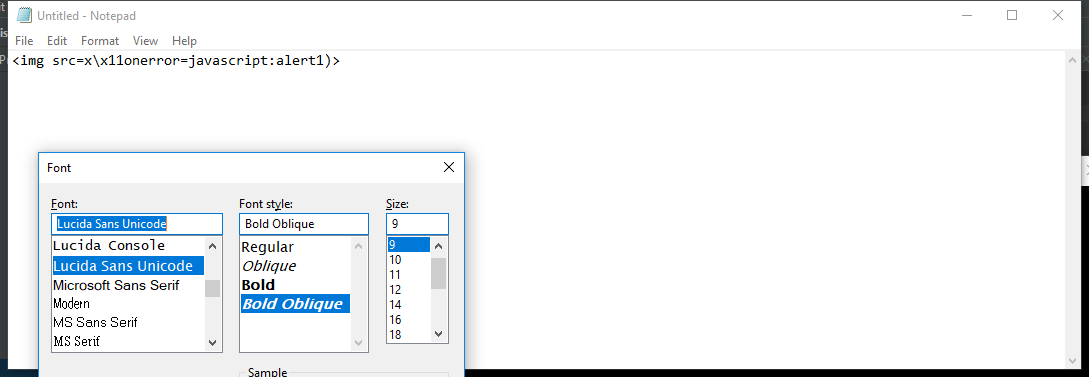 Untitled - Notepad
File Edit Format View Help
<img src=x\x11onerror=javascript:alert1)>
Font
Font: Font style: Size:
Lucida Sans Unicode Bold Oblique 9
Lucida Console Regular 9
Lucida Sans Unicode Oblique 10
Microsoft Sans Serif Bold 11
Modern Bold Oblique 12
MS Sans Serif 14
MS Serif 16
18
Sample